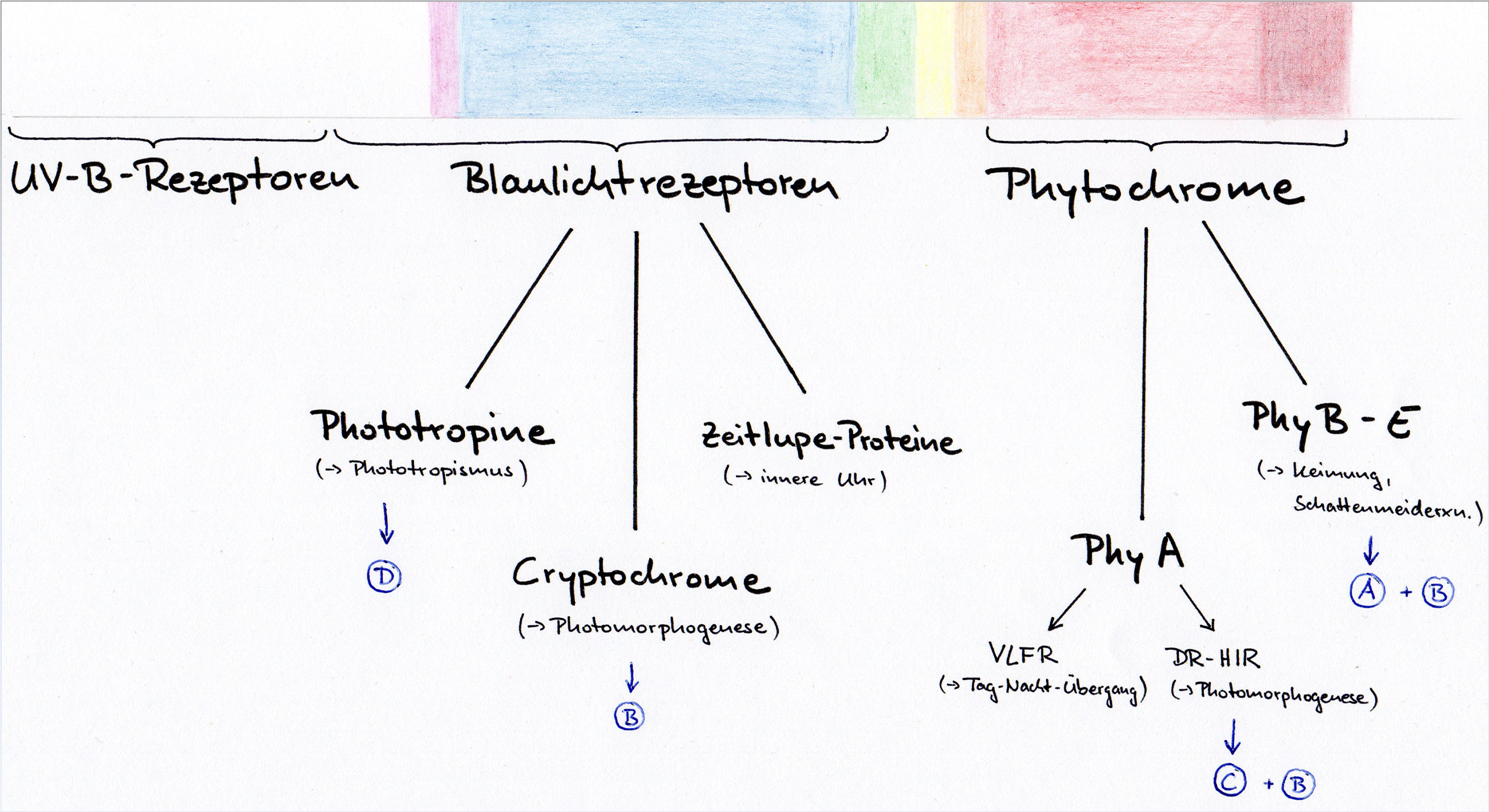 UV-B-Rezeptoren
Blaulichtrezeptoren
Phytochrome
Phototropine
(→ Phototropismus)
↓
D
Cryptochrome
(→ Photomorphogenese)
↓
B
Zeitlupe-Proteine
(→ innere Uhr)
Phy A
VLFR
(→ Tag-Nacht-Übergang)
DR-HIR
(→ Photomorphogenese)
↓
C + B
Phy B - E
(→ Keimung,
Schattenmeiderxn.)
↓
A + B